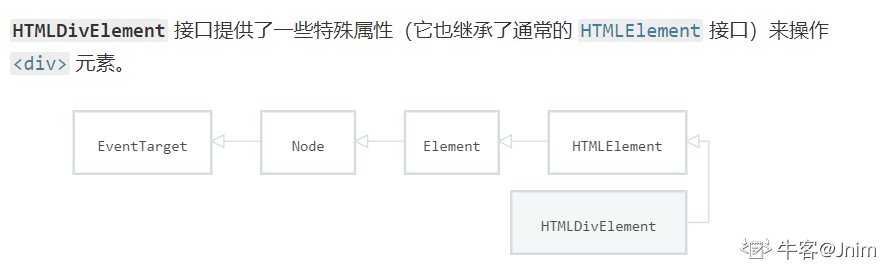 HTMLDivElement 接口提供了一些特殊属性（它也继承了通常的 HTMLElement 接口）来操作
<div> 元素。
EventTarget Node Element HTMLElement
HTMLDivElement
牛客@Jnim